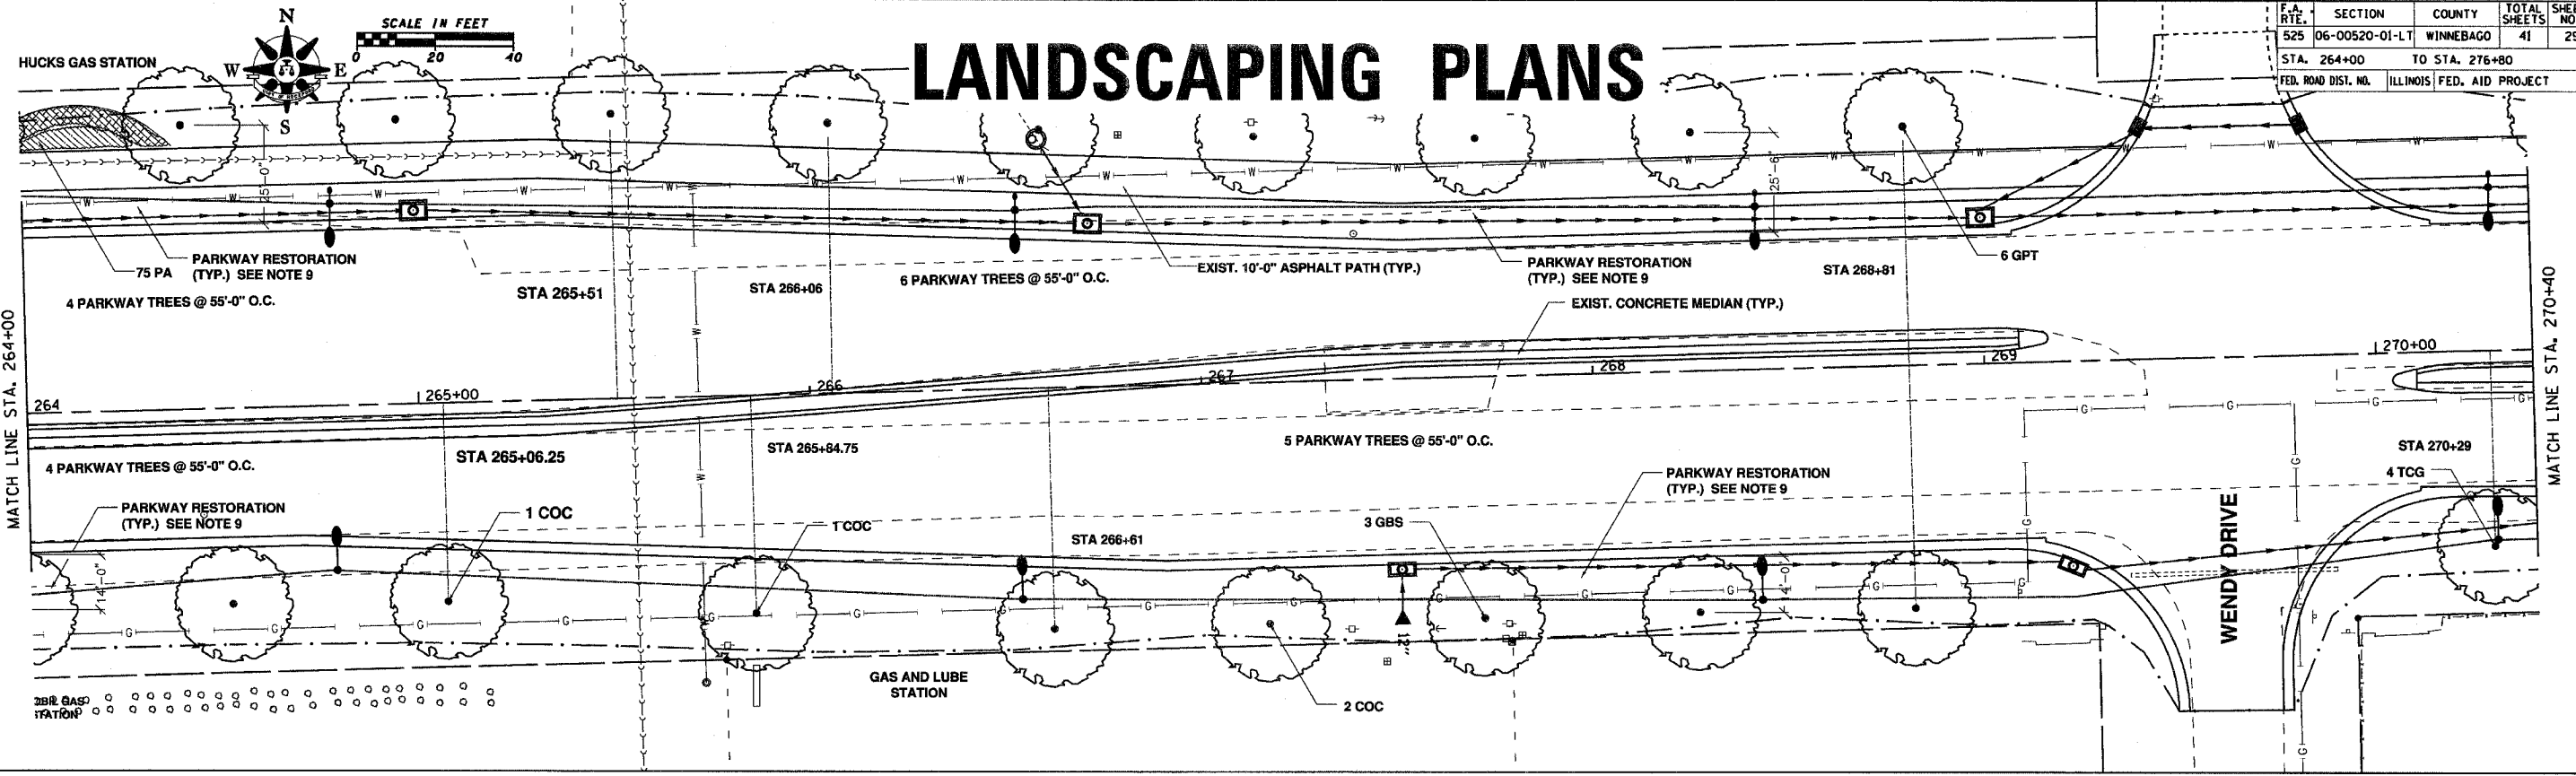 LANDSCAPING PLANS
N
W E
S
SCALE IN FEET
0 20 40
F.A. RTE. SECTION COUNTY TOTAL SHEETS
525 06-00520-01-LT WINNEBAGO 41
STA. 264+00 TO STA. 276+80
FED. ROAD DIST. NO. ILLINOIS FED. AID PROJECT
HUCKS GAS STATION
25'-0"
25'-6"
75 PA
PARKWAY RESTORATION
(TYP.) SEE NOTE 9
4 PARKWAY TREES @ 55'-0" O.C.
STA 265+51
STA 266+06
6 PARKWAY TREES @ 55'-0" O.C.
EXIST. 10'-0" ASPHALT PATH (TYP.)
PARKWAY RESTORATION
(TYP.) SEE NOTE 9
STA 268+81
6 GPT
EXIST. CONCRETE MEDIAN (TYP.)
MATCH LINE STA. 264+00
MATCH LINE STA. 270+40
264
265+00
266
267
268
269
270+00
4 PARKWAY TREES @ 55'-0" O.C.
STA 265+06.25
STA 265+84.75
5 PARKWAY TREES @ 55'-0" O.C.
STA 270+29
4 TCG
PARKWAY RESTORATION
(TYP.) SEE NOTE 9
1 COC
1 COC
STA 266+61
3 GBS
PARKWAY RESTORATION
(TYP.) SEE NOTE 9
WENDY DRIVE
14'-0"
12"
GAS AND LUBE
STATION
2 COC